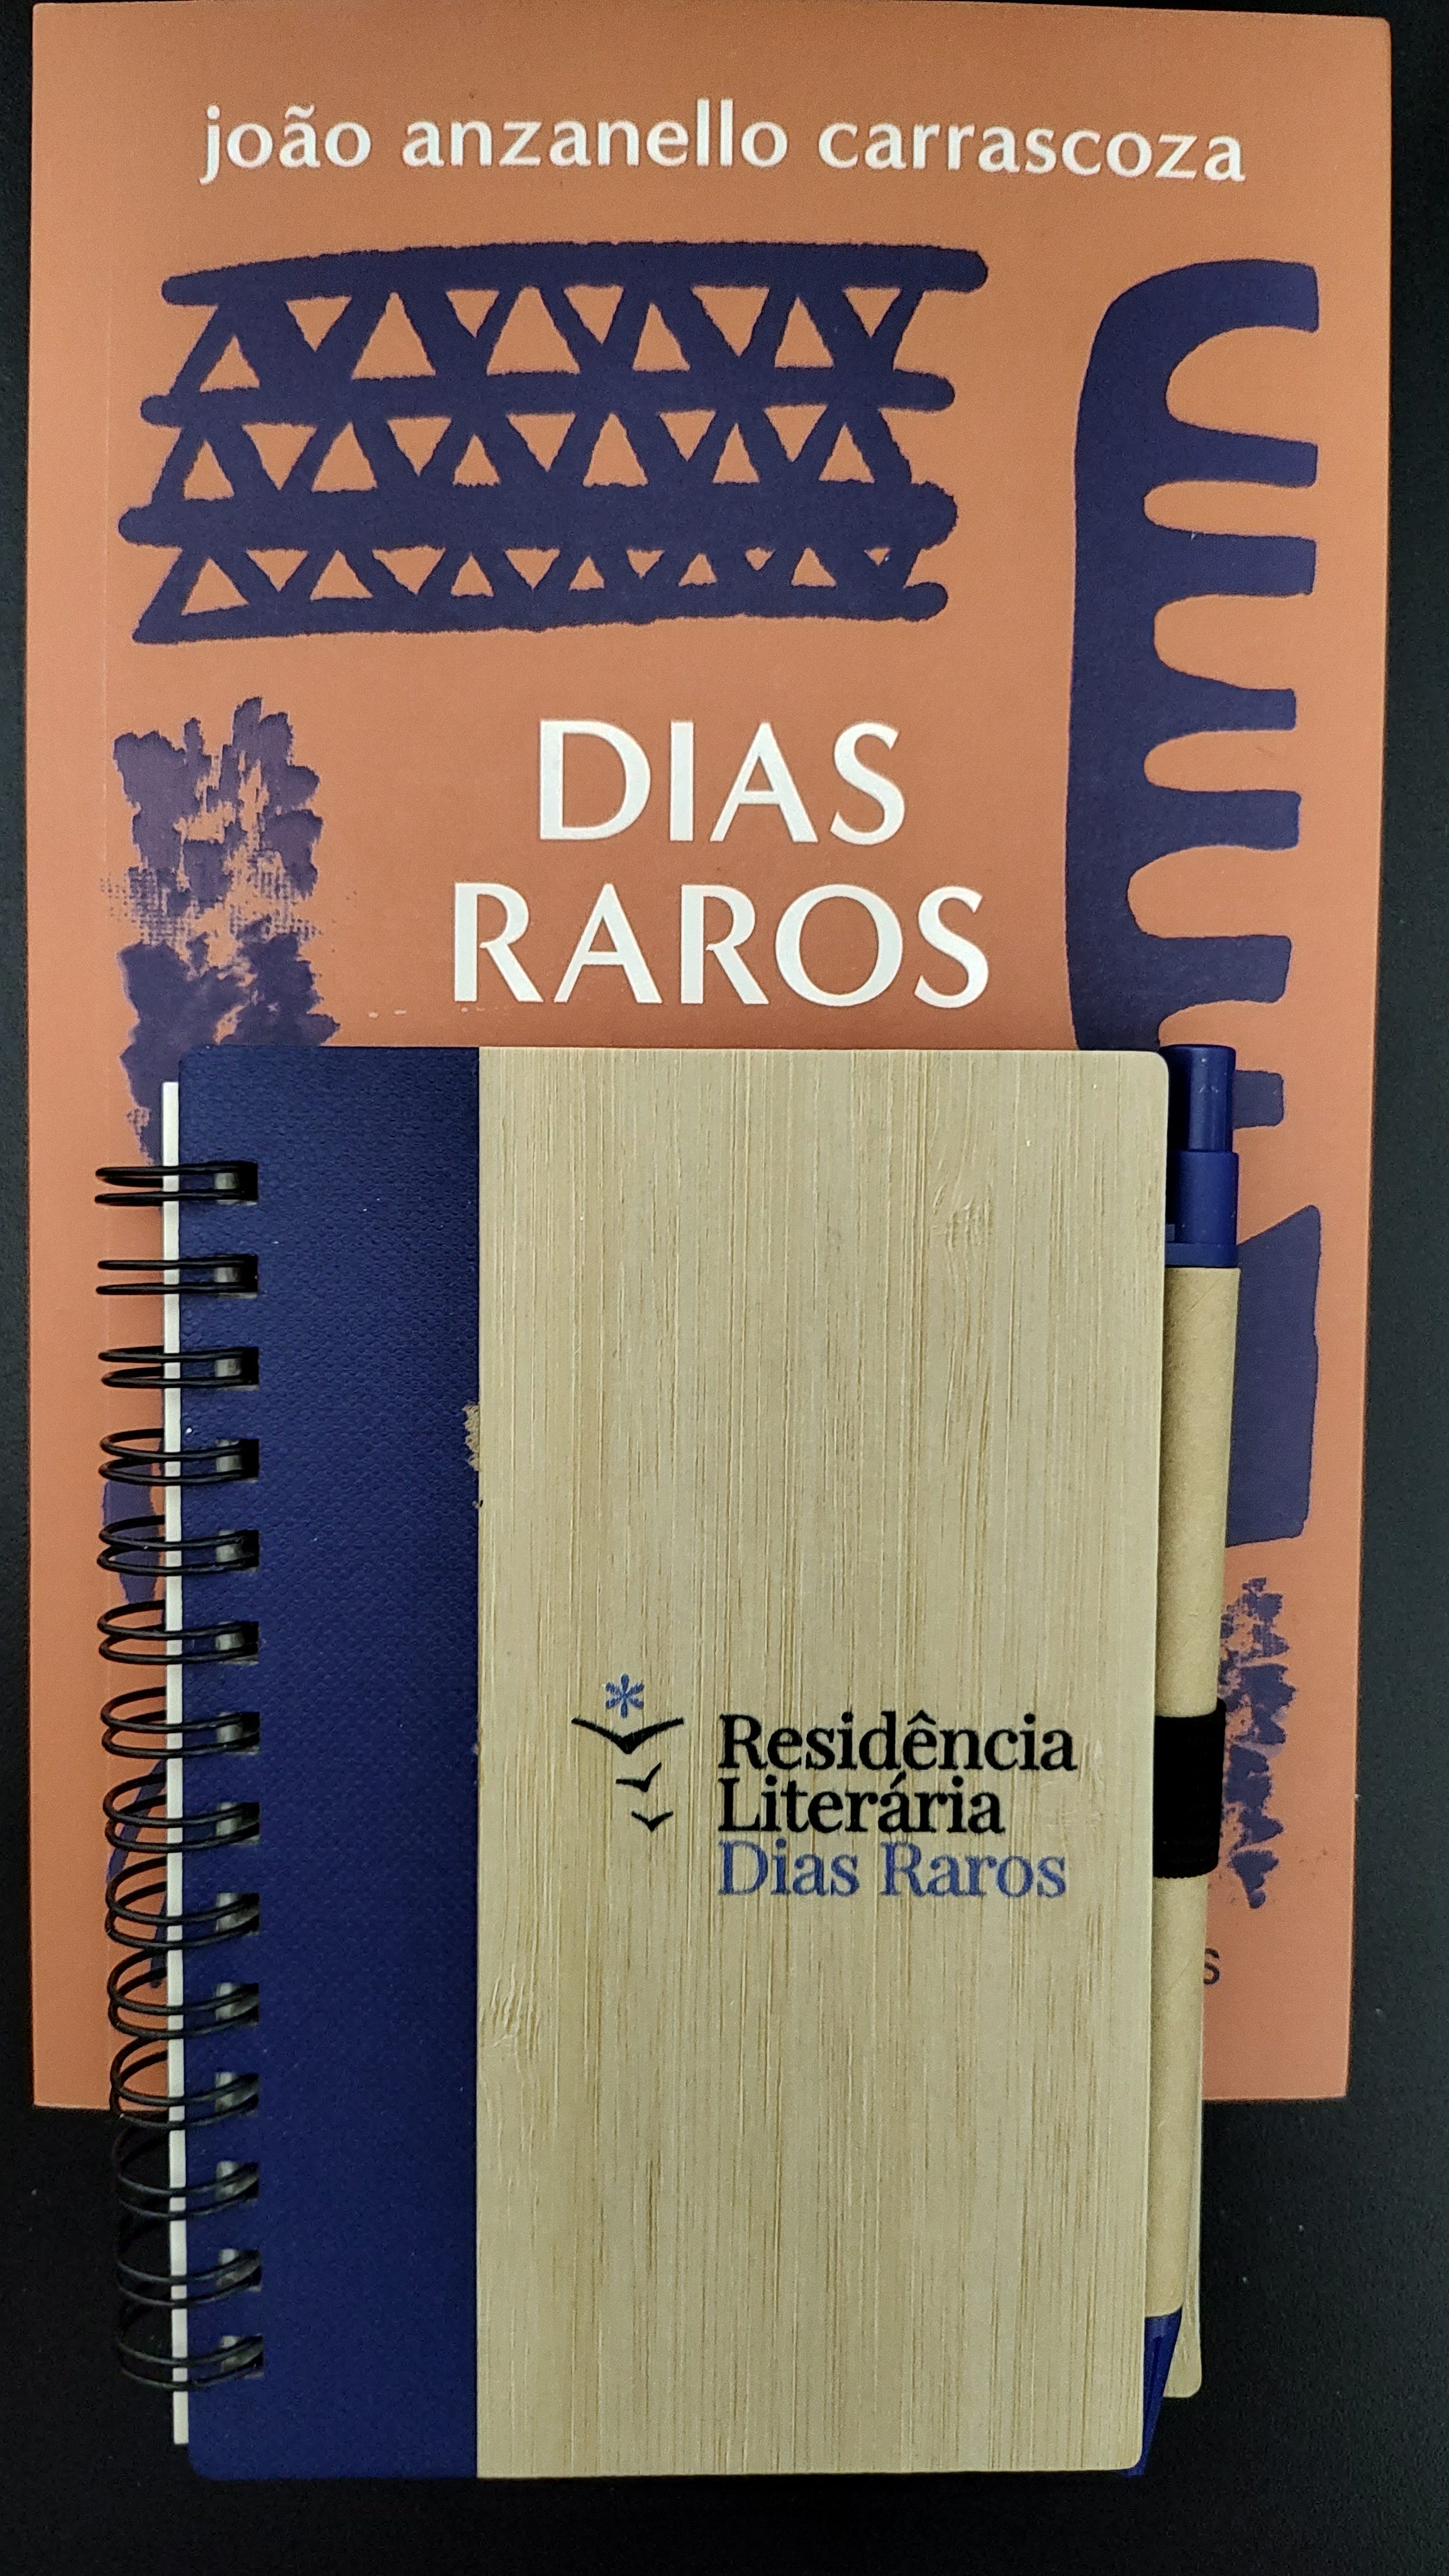 joão anzanello carrascoza
DIAS
RAROS
Residência
Literária
Dias Raros
s